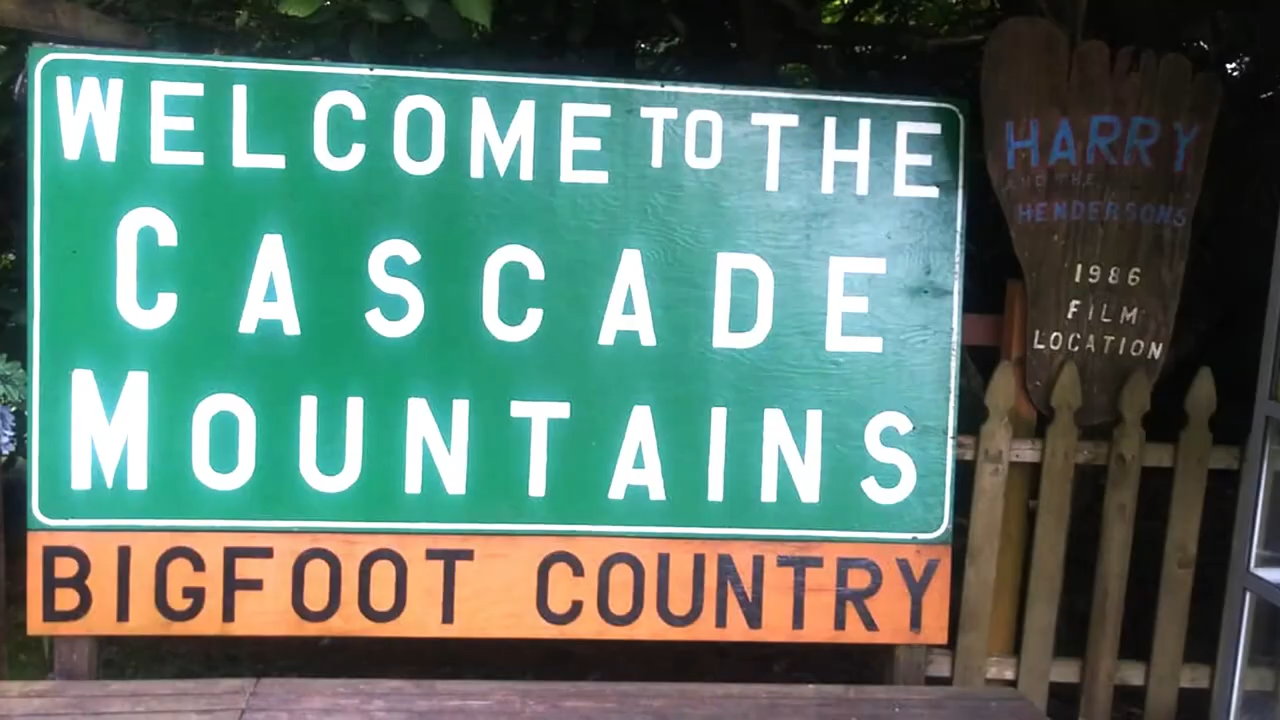 WELCOME TO THE
CASCADE
MOUNTAINS
BIGFOOT COUNTRY
HARRY
AND THE
HENDERSONS
1986
FILM
LOCATION